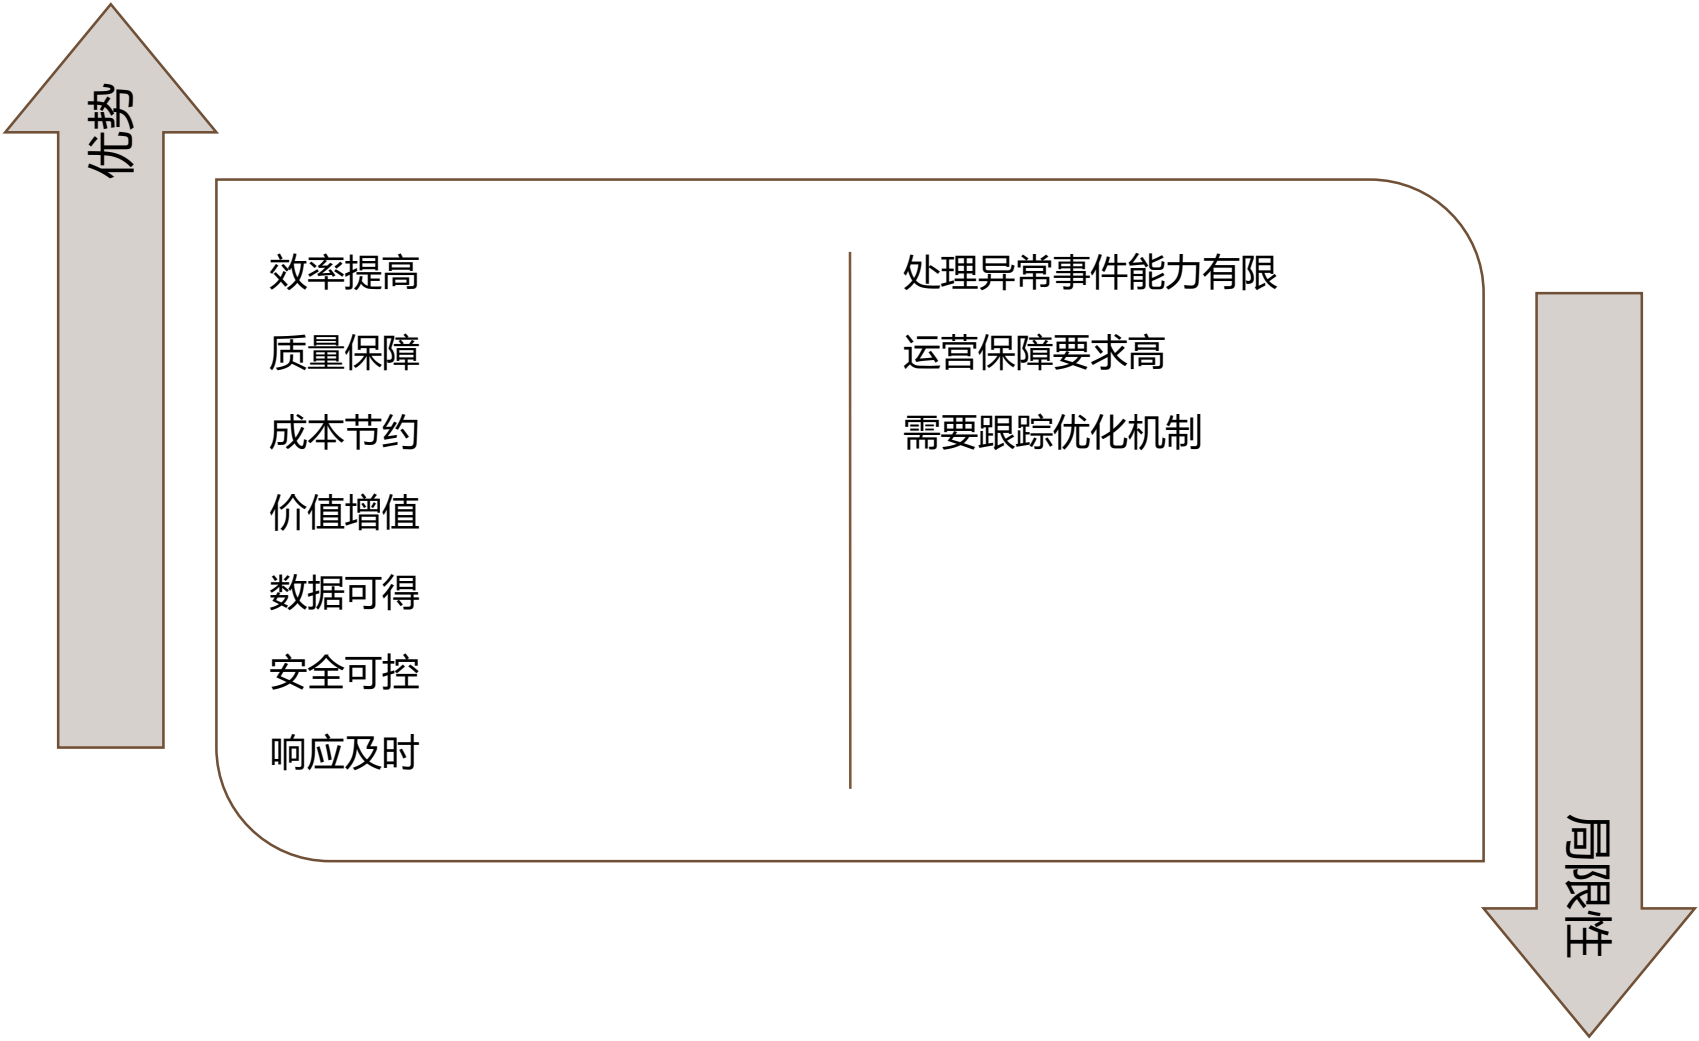 优势
效率提高
质量保障
成本节约
价值增值
数据可得
安全可控
响应及时
处理异常事件能力有限
运营保障要求高
需要跟踪优化机制
局限性